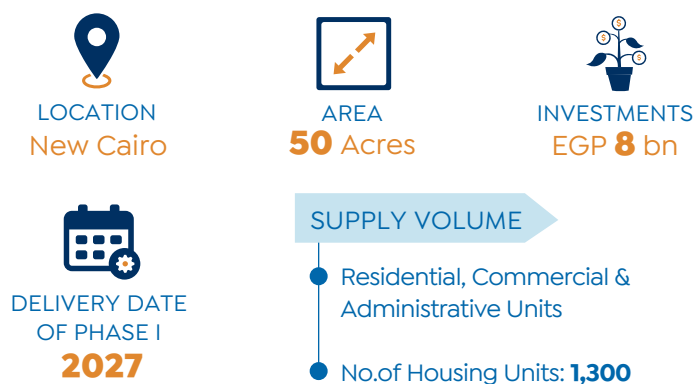 LOCATION
New Cairo
AREA
50 Acres
INVESTMENTS
EGP 8 bn
DELIVERY DATE
OF PHASE I
2027
SUPPLY VOLUME
Residential, Commercial &
Administrative Units
No.of Housing Units: 1,300